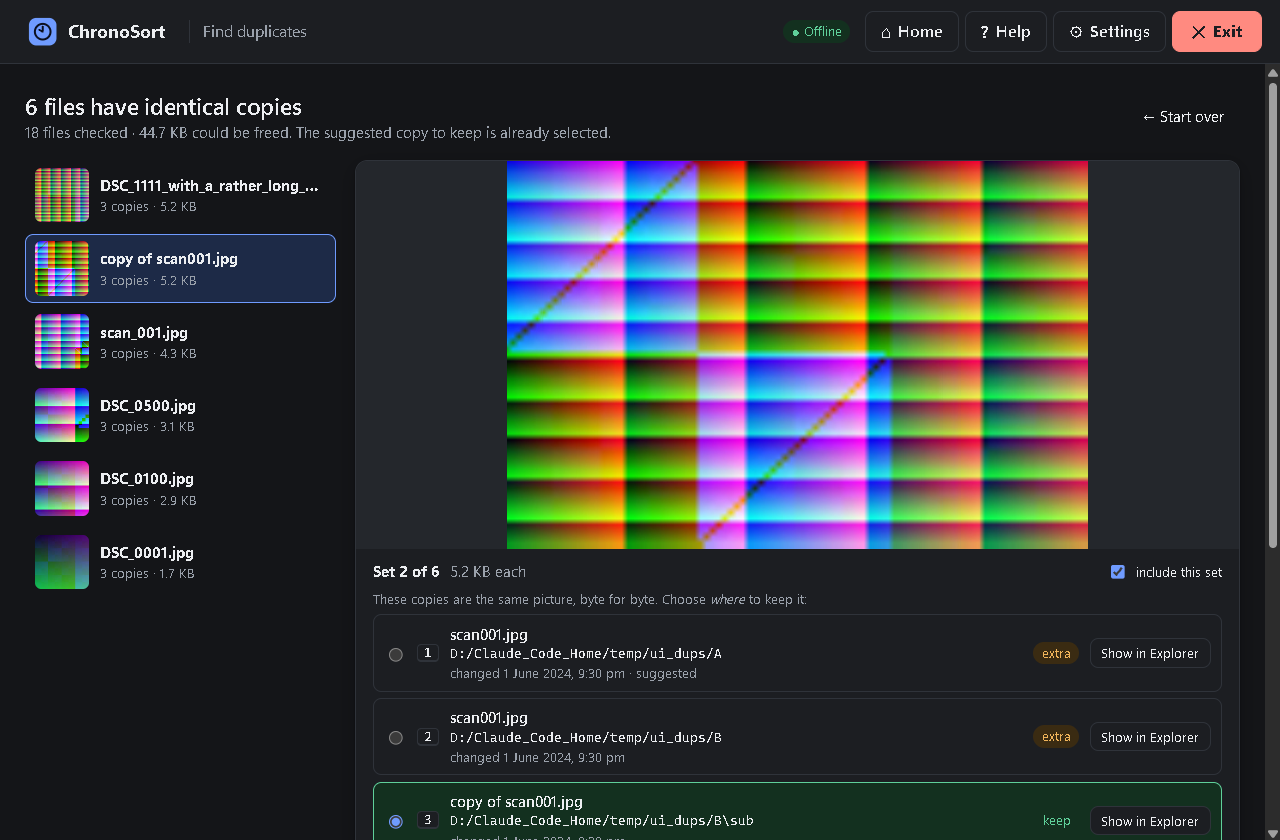 ChronoSort
Find duplicates
● Offline
⌂ Home
? Help
⚙ Settings
✕ Exit
6 files have identical copies
18 files checked · 44.7 KB could be freed. The suggested copy to keep is already selected.
← Start over
DSC_1111_with_a_rather_long_...
3 copies · 5.2 KB
copy of scan001.jpg
3 copies · 5.2 KB
scan_001.jpg
3 copies · 4.3 KB
DSC_0500.jpg
3 copies · 3.1 KB
DSC_0100.jpg
3 copies · 2.9 KB
DSC_0001.jpg
3 copies · 1.7 KB
Set 2 of 6 5.2 KB each
include this set
These copies are the same picture, byte for byte. Choose where to keep it:
1
scan001.jpg
D:/Claude_Code_Home/temp/ui_dups/A
changed 1 June 2024, 9:30 pm · suggested
extra
Show in Explorer
2
scan001.jpg
D:/Claude_Code_Home/temp/ui_dups/B
changed 1 June 2024, 9:30 pm
extra
Show in Explorer
3
copy of scan001.jpg
D:/Claude_Code_Home/temp/ui_dups/B\sub
keep
Show in Explorer